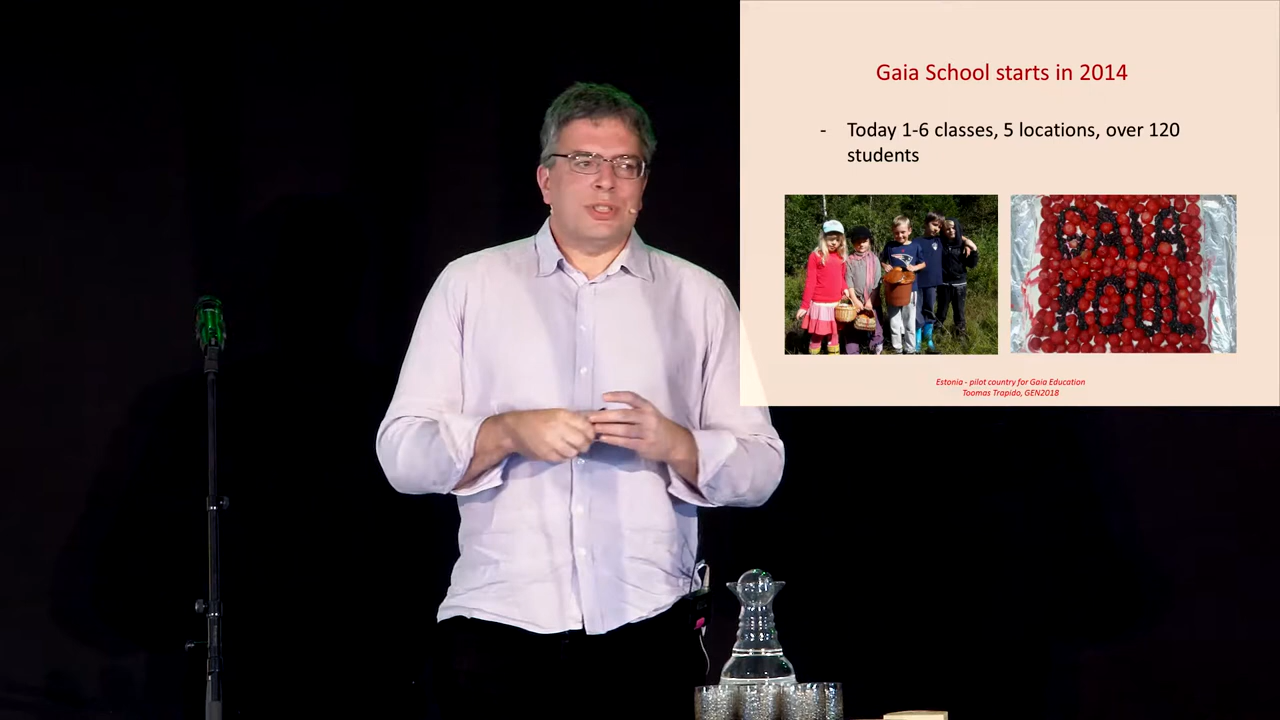 Gaia School starts in 2014
- Today 1-6 classes, 5 locations, over 120
students
GAIA
KOOL
Estonia - pilot country for Gaia Education
Toomas Trapido, GEN2018